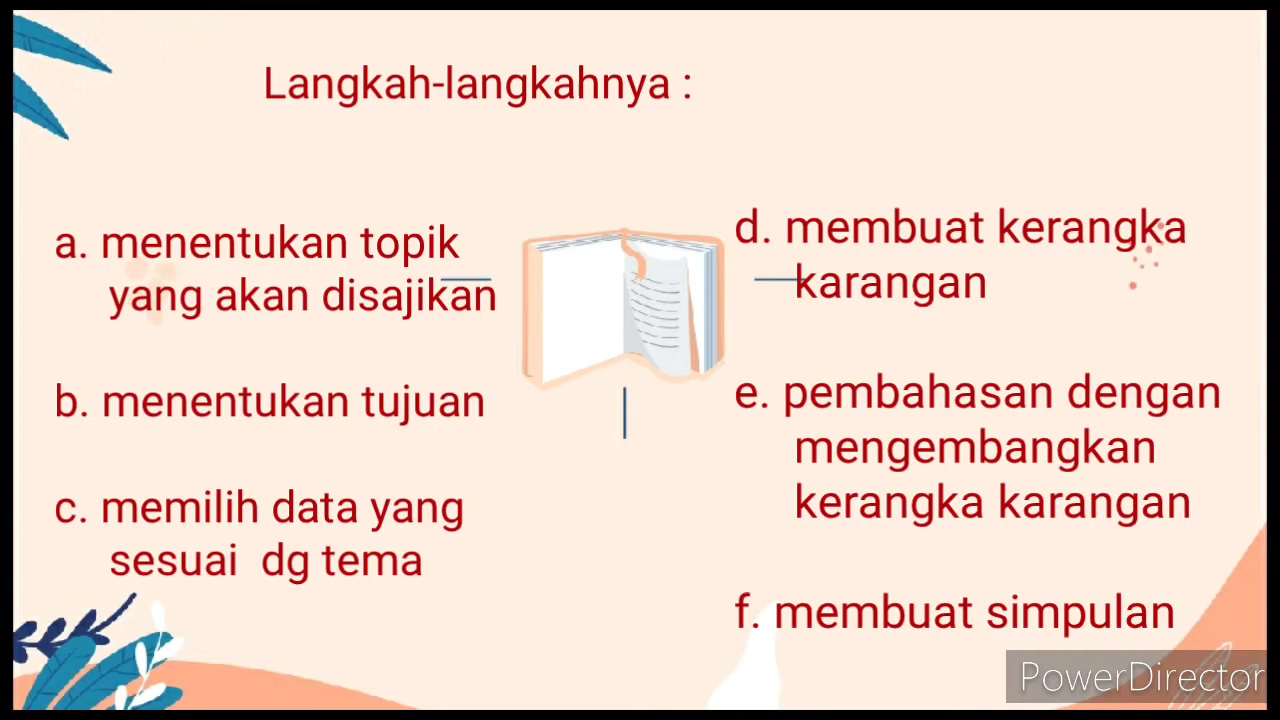 Langkah-langkahnya :
a. menentukan topik
yang akan disajikan
b. menentukan tujuan
c. memilih data yang
sesuai dg tema
d. membuat kerangka
karangan
e. pembahasan dengan
mengembangkan
kerangka karangan
f. membuat simpulan
PowerDirector